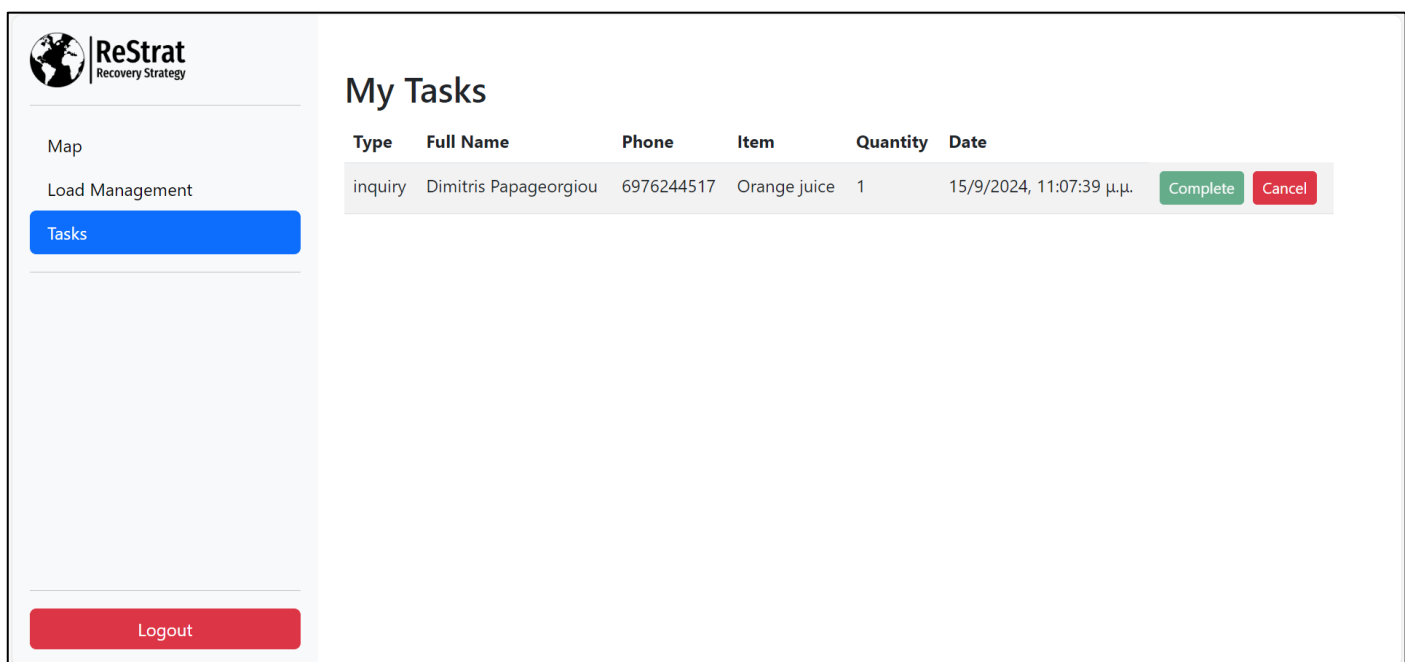 ReStrat
Recovery Strategy
Map
Load Management
Tasks
Logout
My Tasks
Type Full Name Phone Item Quantity Date
inquiry Dimitris Papageorgiou 6976244517 Orange juice 1 15/9/2024, 11:07:39 μ.μ. Complete Cancel